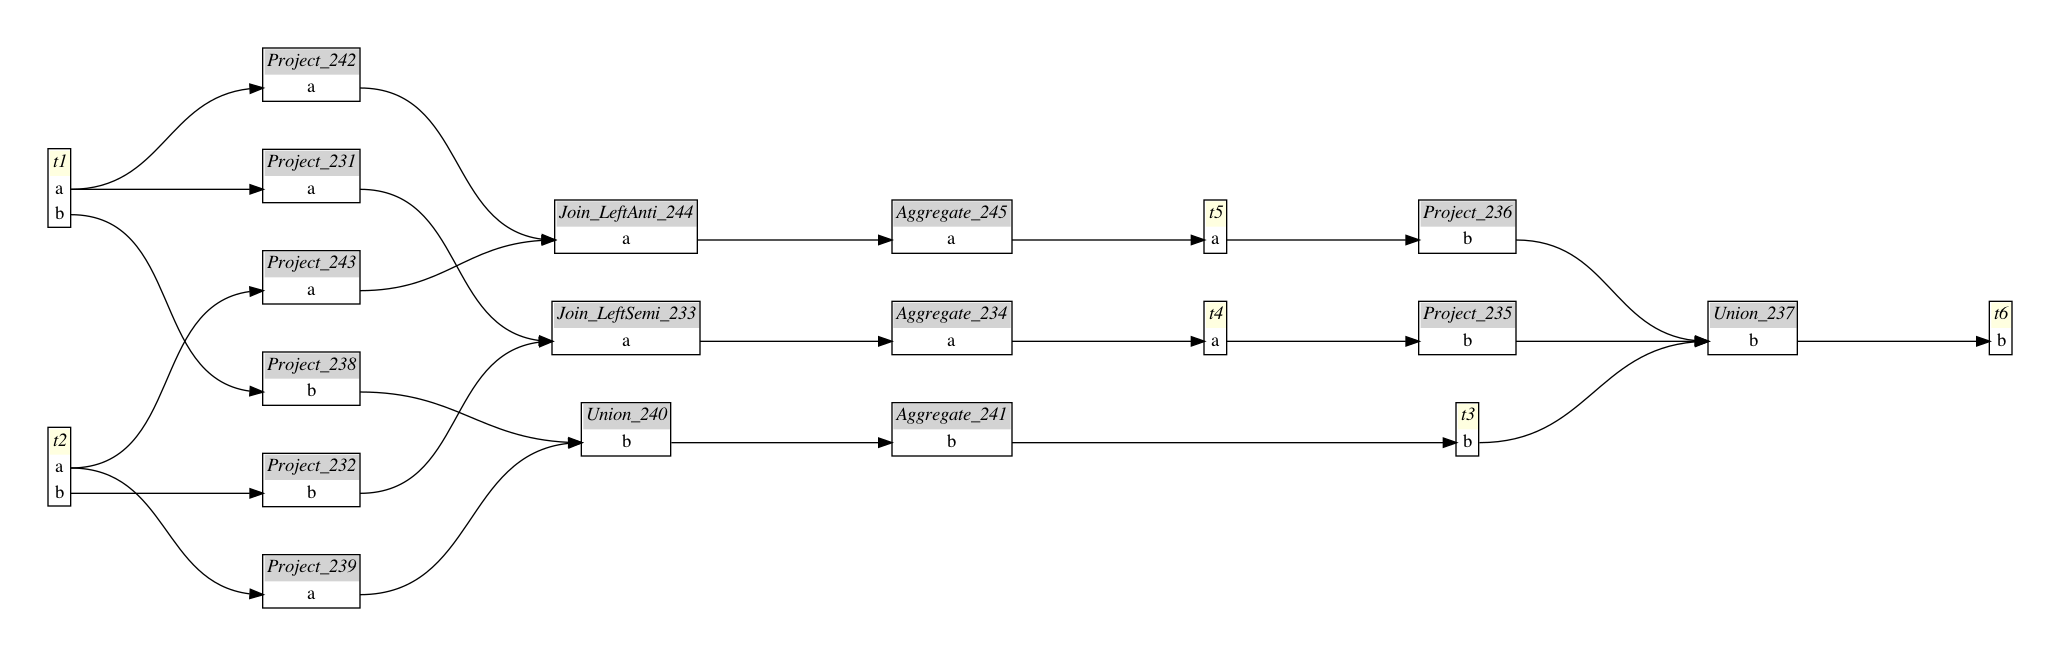 Project_242
a
t1
a
b
Project_231
a
Project_243
a
Project_238
b
t2
a
b
Project_232
b
Project_239
a
Join_LeftAnti_244
a
Join_LeftSemi_233
a
Union_240
b
Aggregate_245
a
Aggregate_234
a
Aggregate_241
b
t5
a
t4
a
Project_236
b
Project_235
b
t3
b
Union_237
b
t6
b